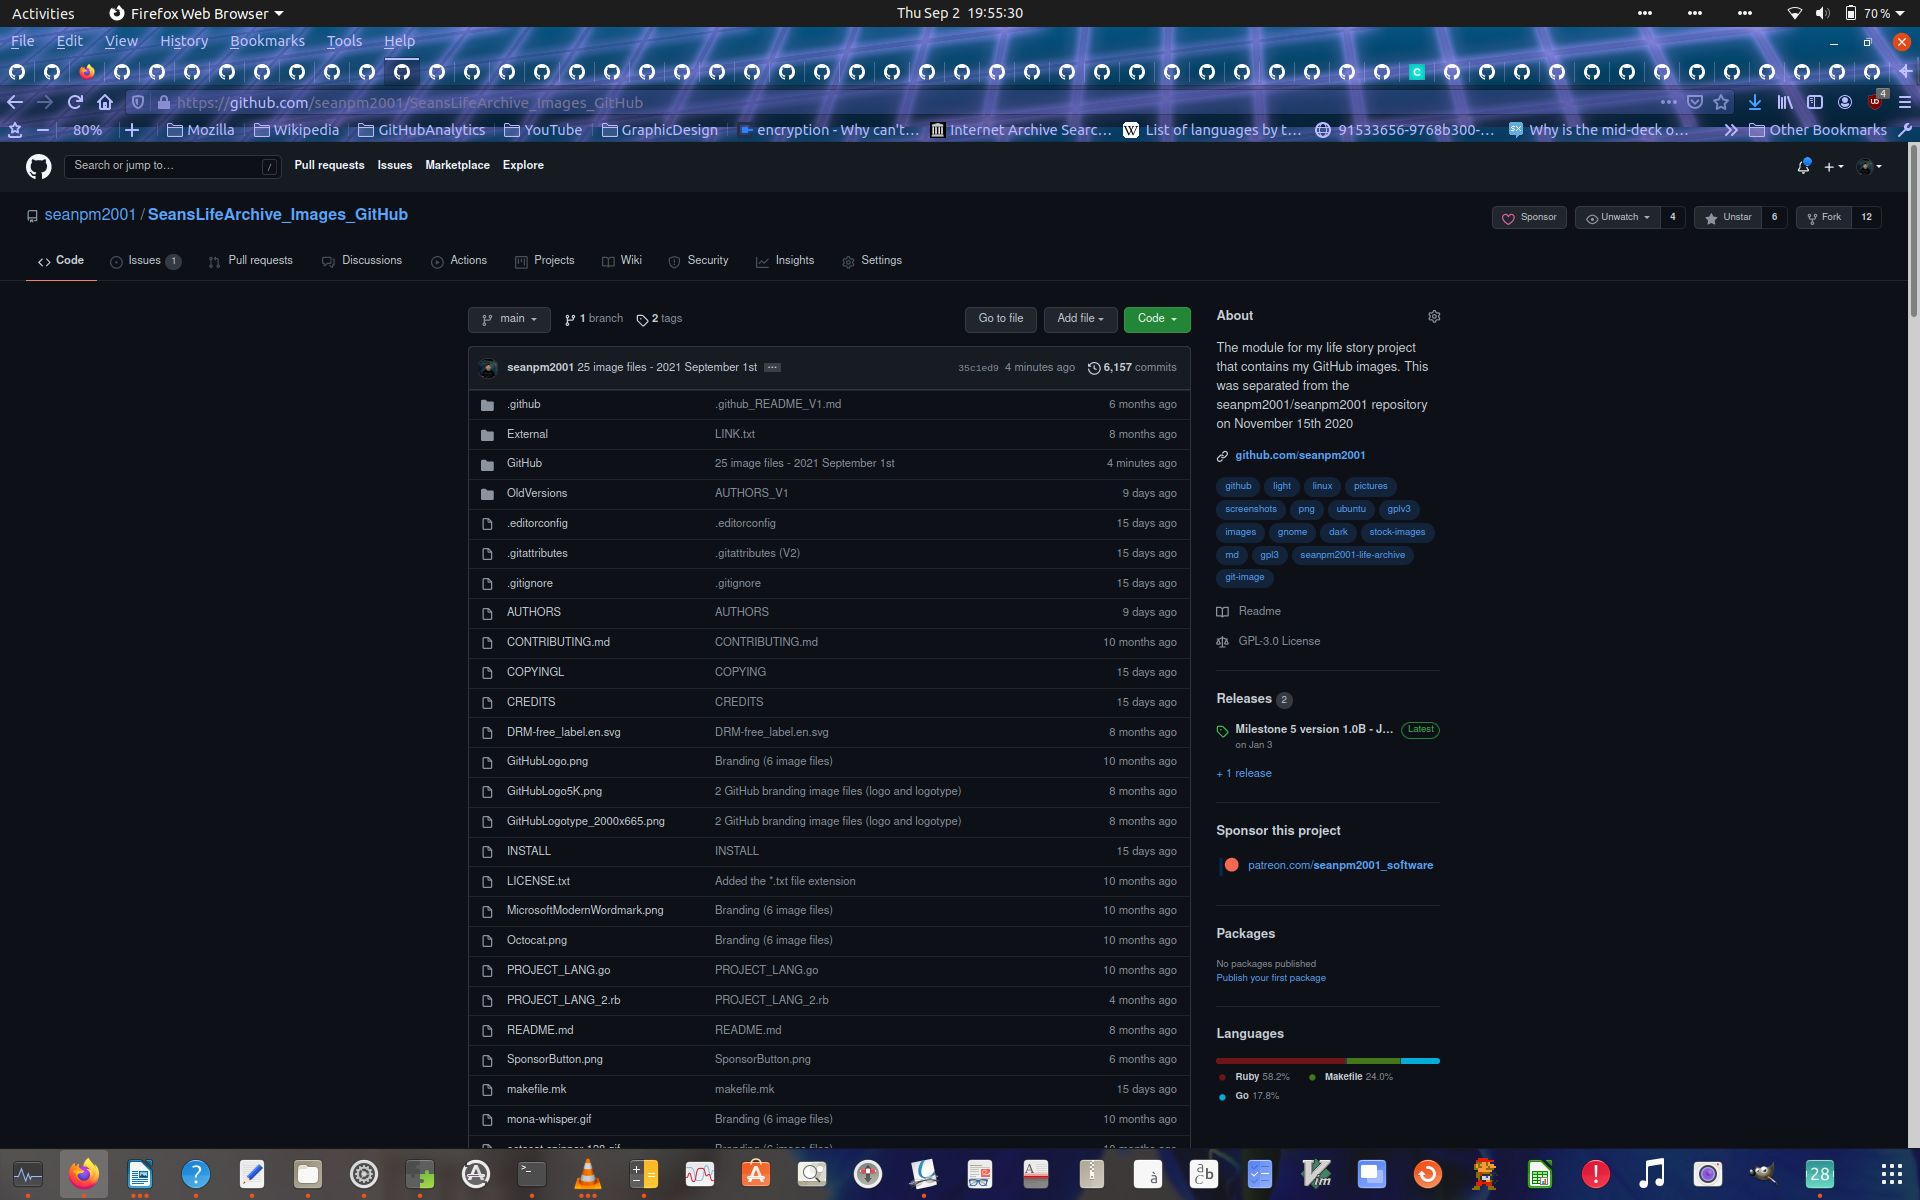 Activities Firefox Web Browser Thu Sep 2 19:55:30 70 %
File Edit View History Bookmarks Tools Help
https://github.com/seanpm2001/SeansLifeArchive_Images_GitHub 4
80% Mozilla Wikipedia GitHubAnalytics YouTube GraphicDesign encryption - Why can't… Internet Archive Searc… List of languages by t… 91533656-9768b300-… Why is the mid-deck o… Other Bookmarks
Search or jump to… / Pull requests Issues Marketplace Explore
seanpm2001 / SeansLifeArchive_Images_GitHub Sponsor Unwatch 4 Unstar 6 Fork 12
Code Issues 1 Pull requests Discussions Actions Projects Wiki Security Insights Settings
main 1 branch 2 tags Go to file Add file Code
seanpm2001 25 image files - 2021 September 1st 35c1ed9 4 minutes ago 6,157 commits
.github .github_README_V1.md 6 months ago
External LINK.txt 8 months ago
GitHub 25 image files - 2021 September 1st 4 minutes ago
OldVersions AUTHORS_V1 9 days ago
.editorconfig .editorconfig 15 days ago
.gitattributes .gitattributes (V2) 15 days ago
.gitignore .gitignore 15 days ago
AUTHORS AUTHORS 9 days ago
CONTRIBUTING.md CONTRIBUTING.md 10 months ago
COPYINGL COPYING 15 days ago
CREDITS CREDITS 15 days ago
DRM-free_label.en.svg DRM-free_label.en.svg 8 months ago
GitHubLogo.png Branding (6 image files) 10 months ago
GitHubLogo5K.png 2 GitHub branding image files (logo and logotype) 8 months ago
GitHubLogotype_2000x665.png 2 GitHub branding image files (logo and logotype) 8 months ago
INSTALL INSTALL 15 days ago
LICENSE.txt Added the *.txt file extension 10 months ago
MicrosoftModernWordmark.png Branding (6 image files) 10 months ago
Octocat.png Branding (6 image files) 10 months ago
PROJECT_LANG.go PROJECT_LANG.go 10 months ago
PROJECT_LANG_2.rb PROJECT_LANG_2.rb 4 months ago
README.md README.md 8 months ago
SponsorButton.png SponsorButton.png 6 months ago
makefile.mk makefile.mk 15 days ago
mona-whisper.gif Branding (6 image files) 10 months ago
About
The module for my life story project
that contains my GitHub images. This
was separated from the
seanpm2001/seanpm2001 repository
on November 15th 2020
github.com/seanpm2001
github light linux pictures
screenshots png ubuntu gplv3
images gnome dark stock-images
md gpl3 seanpm2001-life-archive
git-image
Readme
GPL-3.0 License
Releases 2
Milestone 5 version 1.0B - J… Latest
on Jan 3
+ 1 release
Sponsor this project
patreon.com/seanpm2001_software
Packages
No packages published
Publish your first package
Languages
Ruby 58.2% Makefile 24.0%
Go 17.8%
28